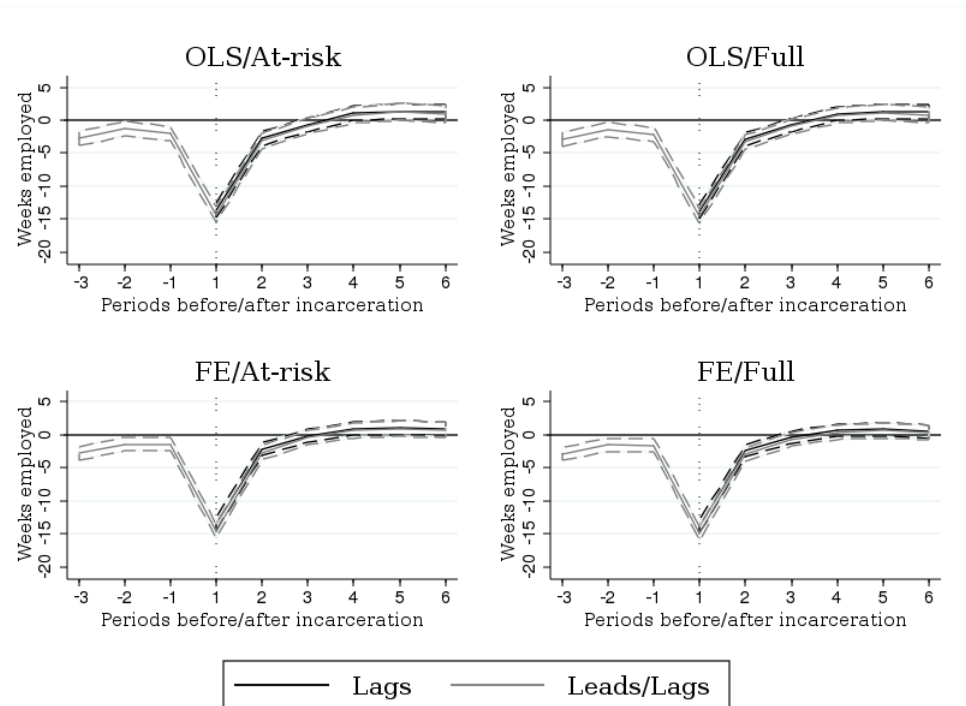 OLS/At-risk
Weeks employed
5
0
-5
-10
-15
-20
-3 -2 -1 1 2 3 4 5 6
Periods before/after incarceration
OLS/Full
Weeks employed
5
0
-5
-10
-15
-20
-3 -2 -1 1 2 3 4 5 6
Periods before/after incarceration
FE/At-risk
Weeks employed
5
0
-5
-10
-15
-20
-3 -2 -1 1 2 3 4 5 6
Periods before/after incarceration
FE/Full
Weeks employed
5
0
-5
-10
-15
-20
-3 -2 -1 1 2 3 4 5 6
Periods before/after incarceration
Lags Leads/Lags